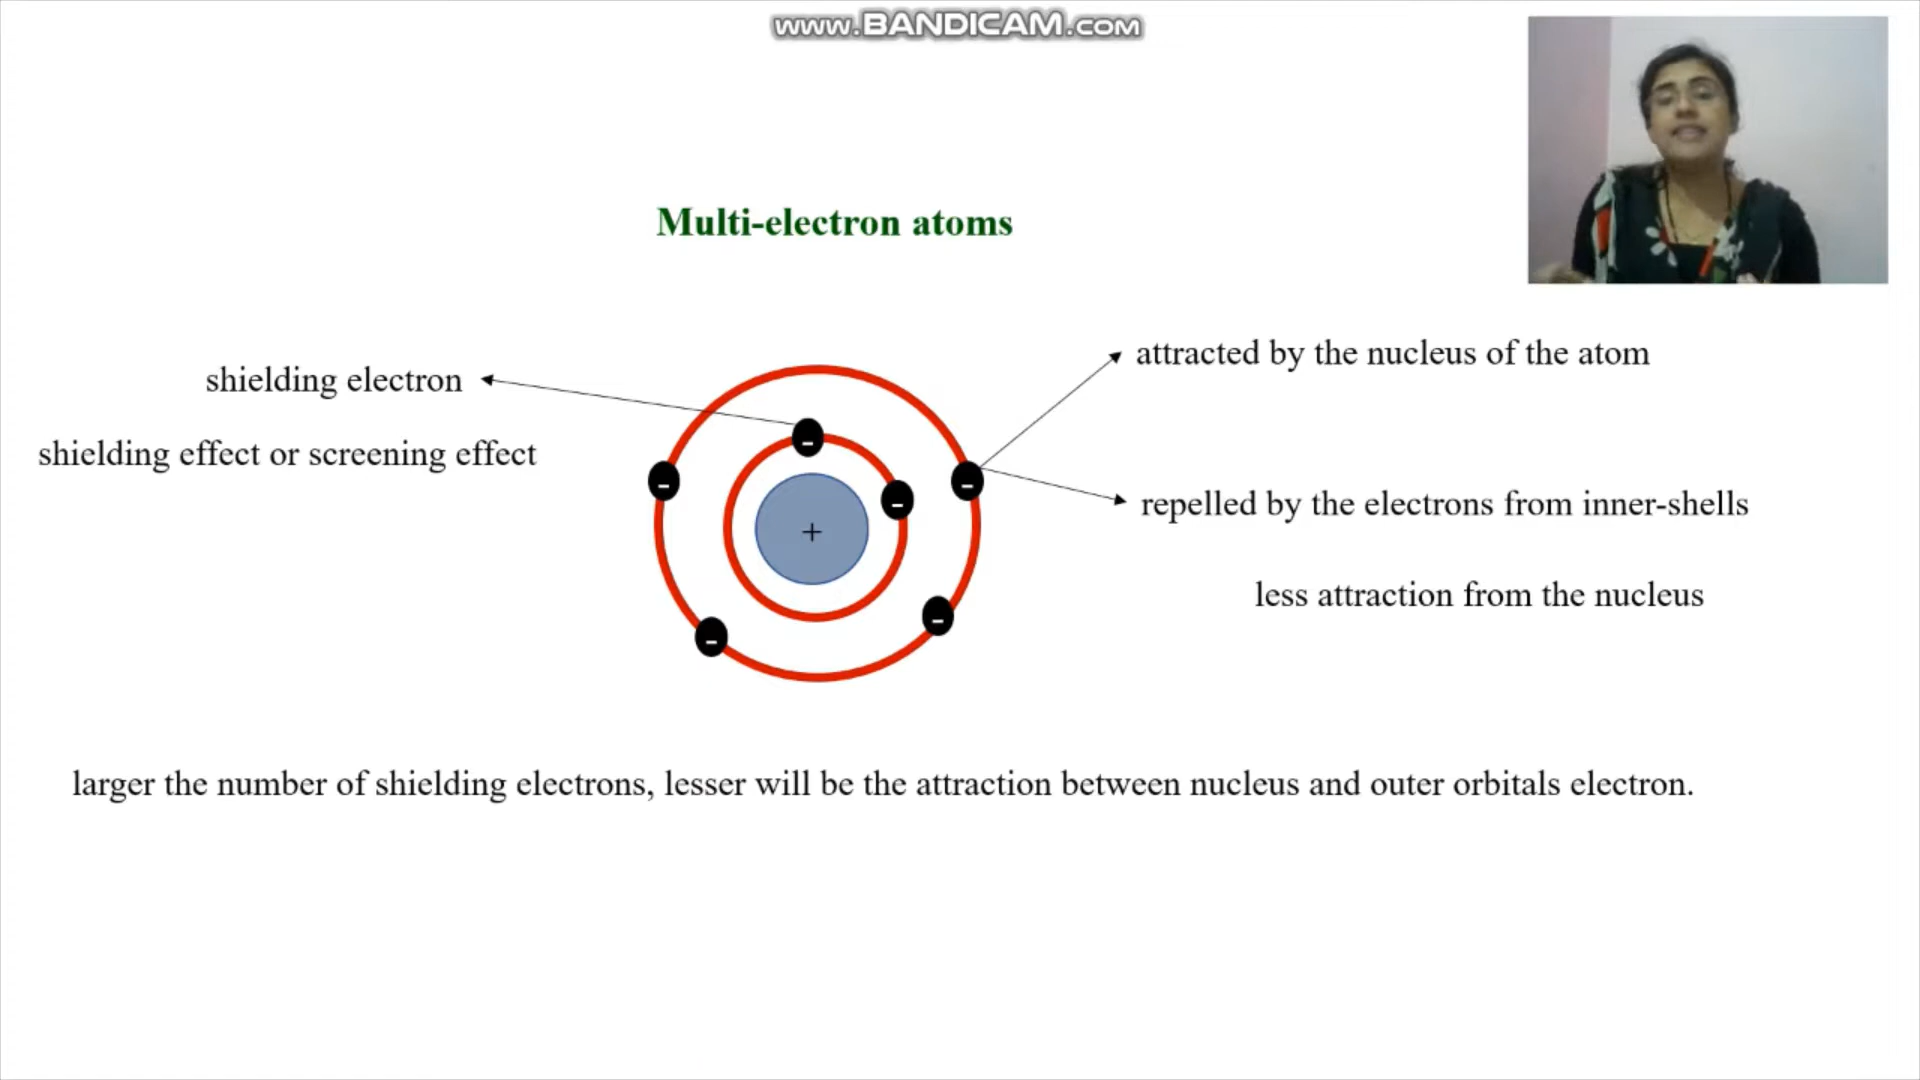 www.BANDICAM.com
Multi-electron atoms
attracted by the nucleus of the atom
shielding electron
shielding effect or screening effect
-
-
-
-
+
repelled by the electrons from inner-shells
less attraction from the nucleus
-
-
larger the number of shielding electrons, lesser will be the attraction between nucleus and outer orbitals electron.